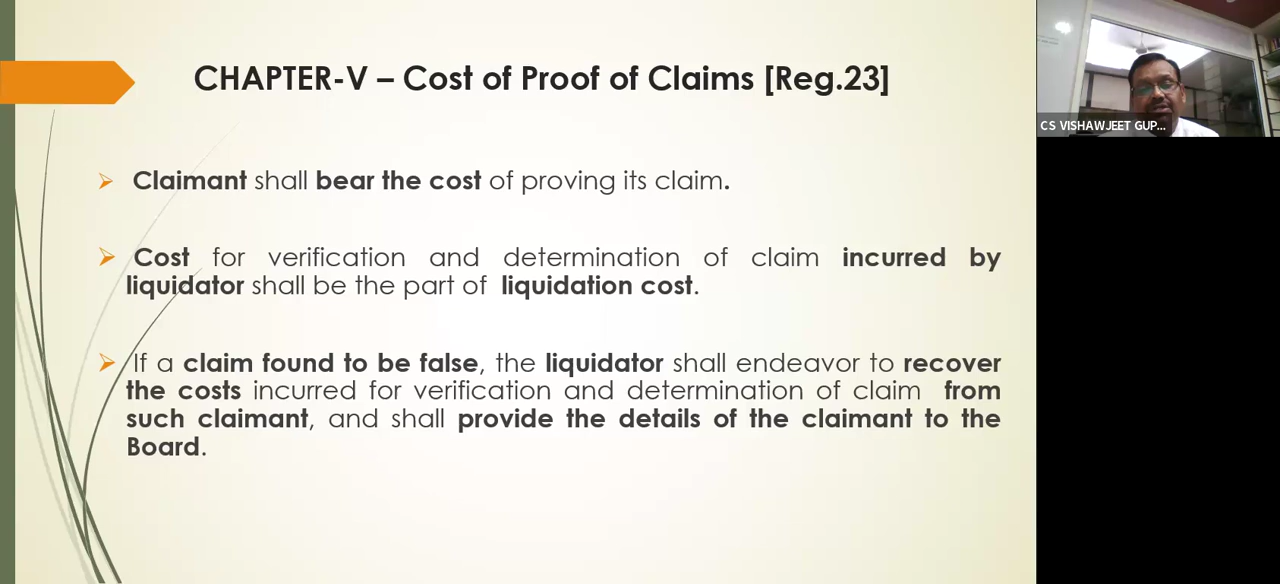 CHAPTER-V – Cost of Proof of Claims [Reg.23]
CS VISHAWJEET GUP...
➢ Claimant shall bear the cost of proving its claim.
➢ Cost for verification and determination of claim incurred by
liquidator shall be the part of liquidation cost.
➢ If a claim found to be false, the liquidator shall endeavor to recover
the costs incurred for verification and determination of claim from
such claimant, and shall provide the details of the claimant to the
Board.